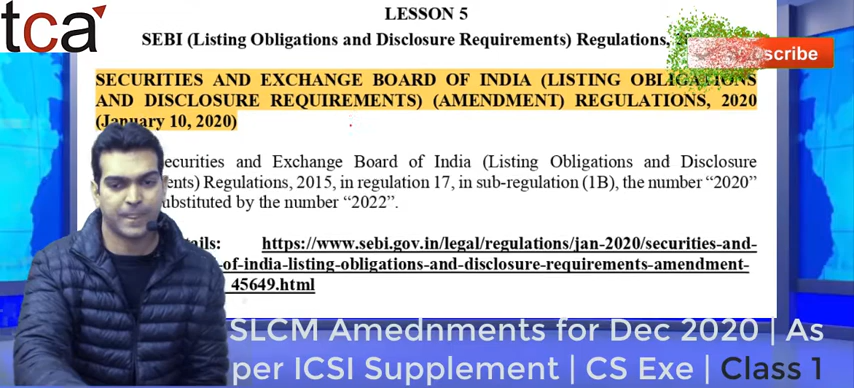 tca
LESSON 5
SEBI (Listing Obligations and Disclosure Requirements) Regulations,
scribe
SECURITIES AND EXCHANGE BOARD OF INDIA (LISTING OBLIGATIONS
AND DISCLOSURE REQUIREMENTS) (AMENDMENT) REGULATIONS, 2020
(January 10, 2020)
ecurities and Exchange Board of India (Listing Obligations and Disclosure
ents) Regulations, 2015, in regulation 17, in sub-regulation (1B), the number “2020”
ubstituted by the number “2022”.
ails: https://www.sebi.gov.in/legal/regulations/jan-2020/securities-and-
-of-india-listing-obligations-and-disclosure-requirements-amendment-
45649.html
SLCM Amednments for Dec 2020 | As
per ICSI Supplement | CS Exe | Class 1